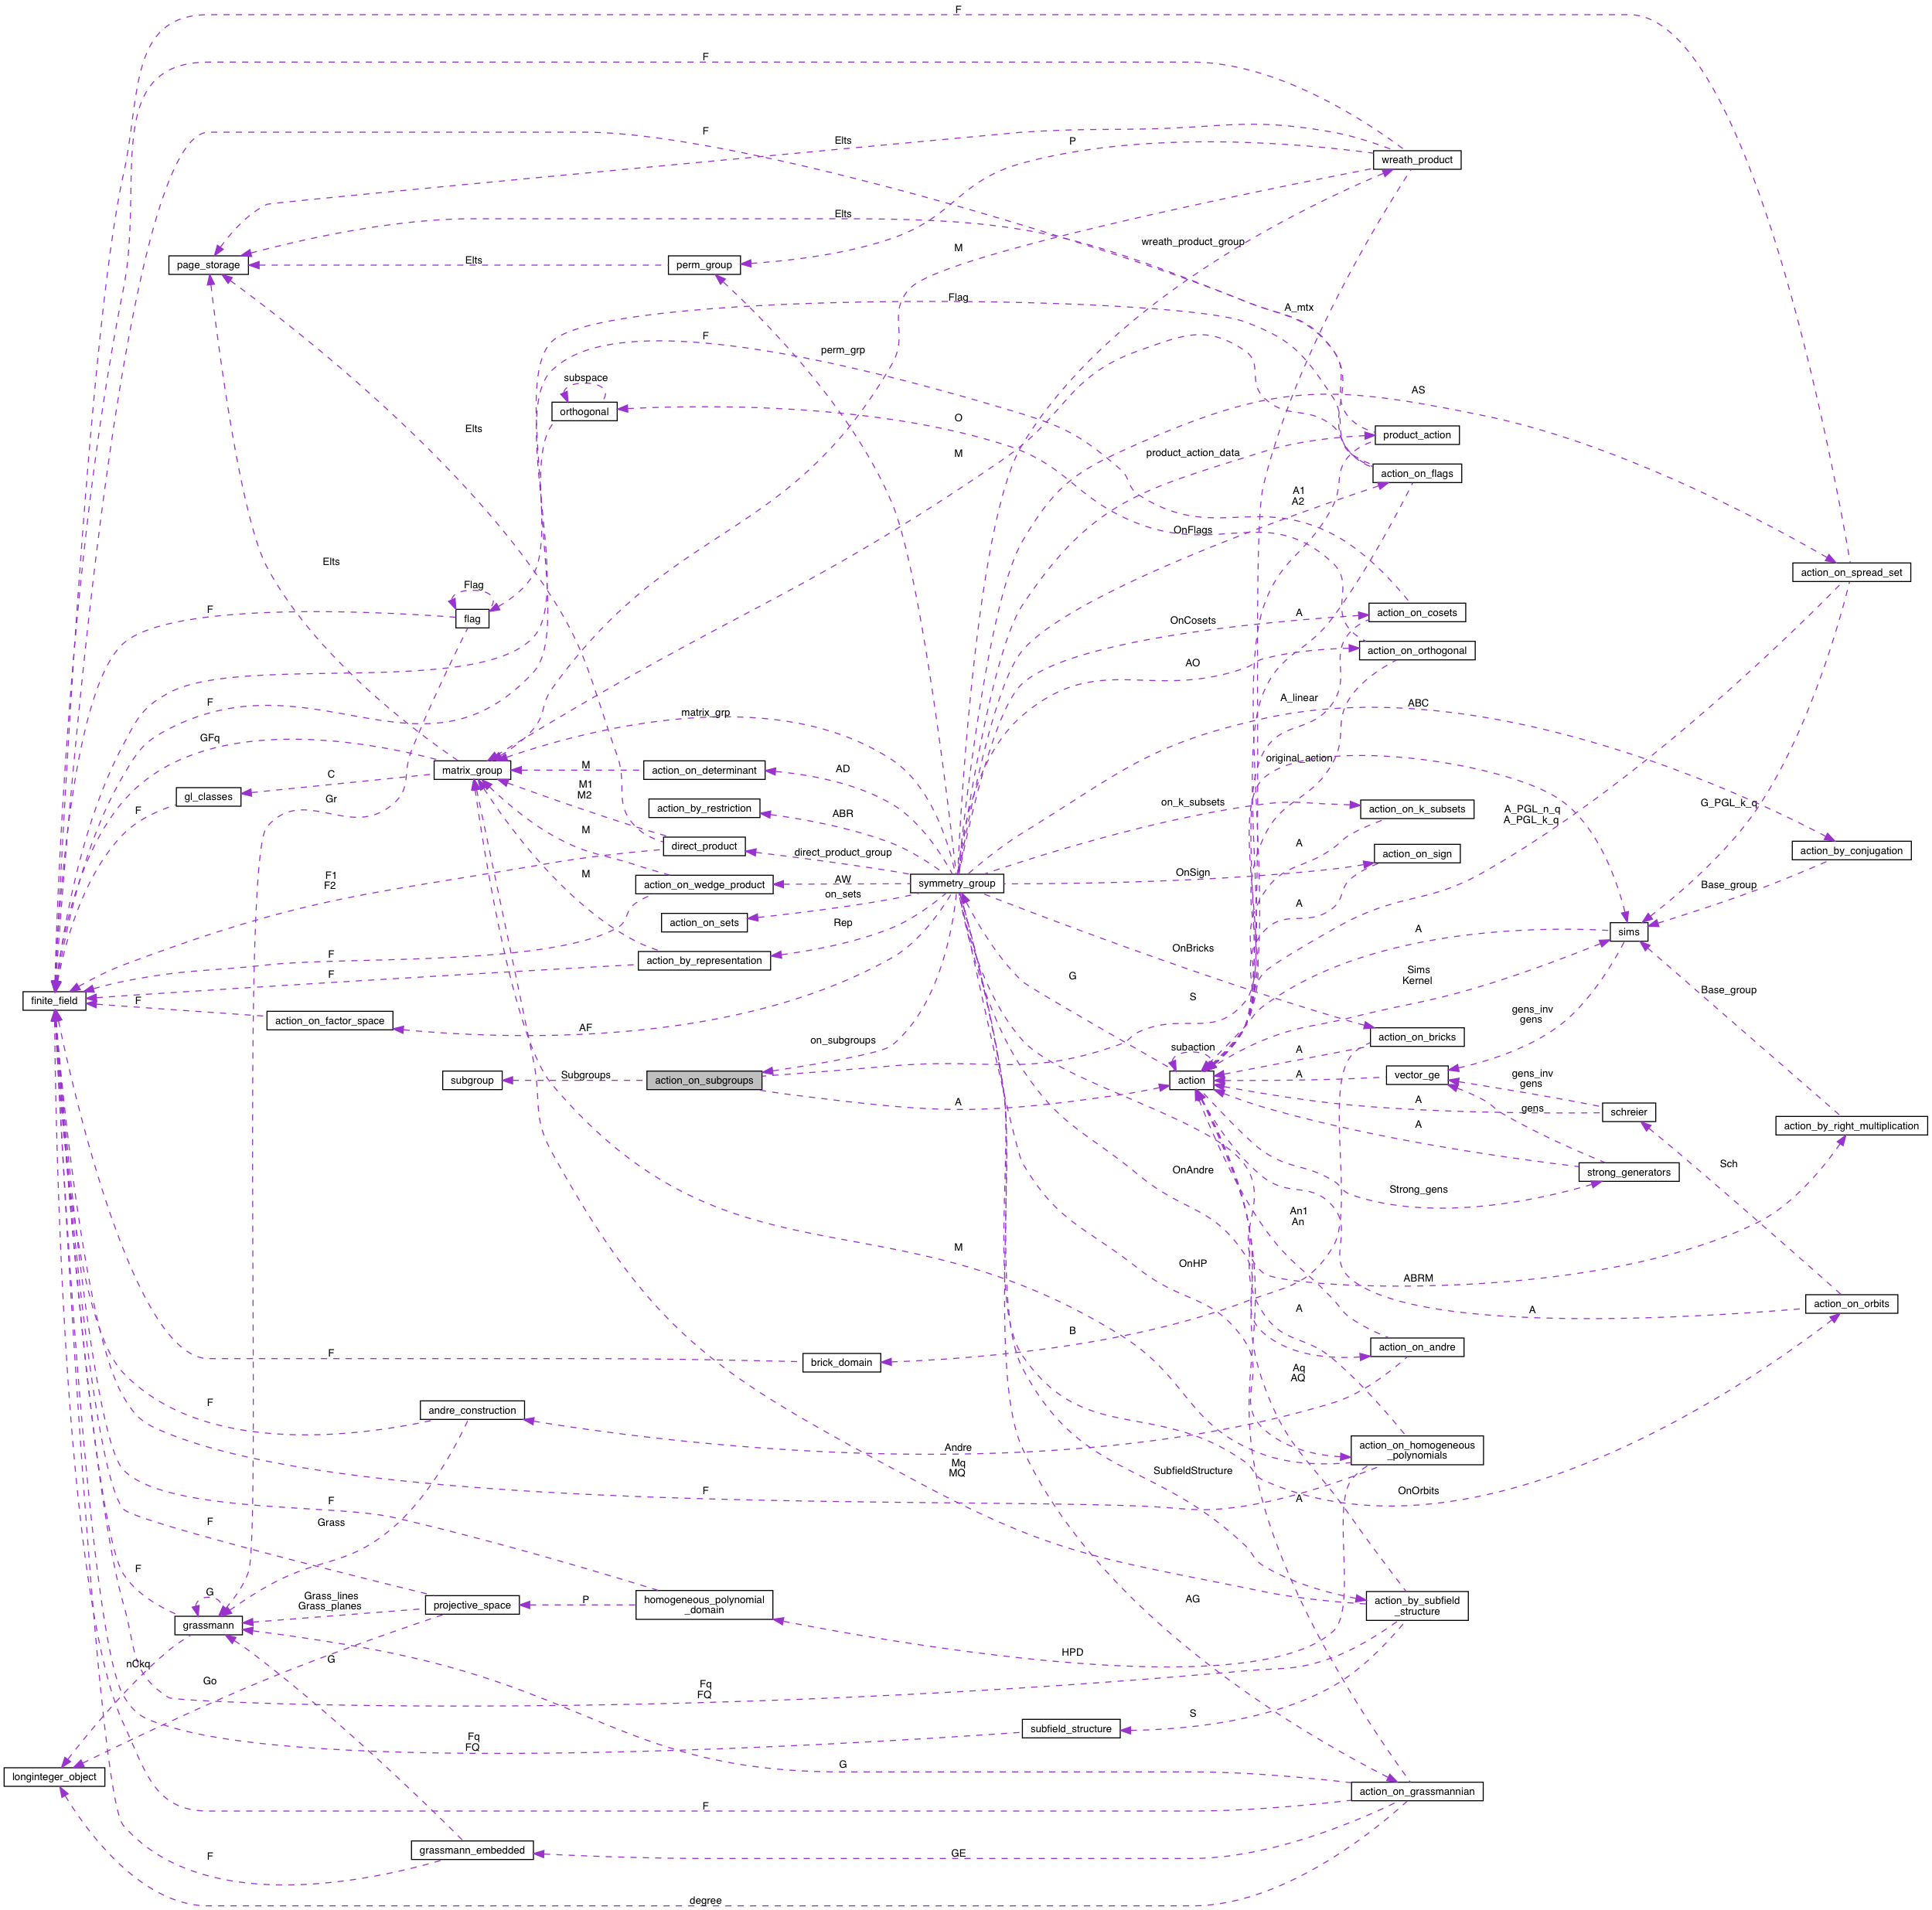 F
F
F
wreath_product
Elts
P
Elts
wreath_product_group
M
page_storage
Elts
perm_group
Flag
A_mtx
F
perm_grp
subspace
AS
orthogonal
O
Elts
product_action
M
product_action_data
action_on_flags
A1
A2
OnFlags
Elts
action_on_spread_set
Flag
flag
F
OnCosets
A
action_on_cosets
action_on_orthogonal
AO
A_linear
F
ABC
matrix_grp
GFq
original_action
matrix_group
M
action_on_determinant
AD
C
gl_classes
M1
M2
Gr
F
action_by_restriction
ABR
on_k_subsets
action_on_k_subsets
A_PGL_n_q
A_PGL_k_q
G_PGL_k_q
M
direct_product
direct_product_group
A
action_on_sign
action_by_conjugation
F1
F2
M
action_on_wedge_product
AW
symmetry_group
OnSign
Base_group
on_sets
action_on_sets
A
Rep
sims
A
F
action_by_representation
OnBricks
F
G
Sims
Kernel
Base_group
finite_field
F
S
action_on_factor_space
AF
gens_inv
gens
on_subgroups
subaction
A
action_on_bricks
subgroup
Subgroups
action_on_subgroups
action
A
vector_ge
gens_inv
gens
A
A
gens
schreier
action_by_right_multiplication
A
Sch
OnAndre
strong_generators
Strong_gens
An1
An
M
OnHP
ABRM
A
A
action_on_orbits
B
action_on_andre
F
brick_domain
Aq
AQ
F
andre_construction
Andre
action_on_homogeneous
_polynomials
Mq
MQ
SubfieldStructure
F
OnOrbits
F
A
F
Grass
F
G
Grass_lines
Grass_planes
projective_space
P
homogeneous_polynomial
_domain
AG
action_by_subfield
_structure
grassmann
HPD
nCkq
G
Go
Fq
FQ
S
subfield_structure
Fq
FQ
longinteger_object
G
action_on_grassmannian
F
grassmann_embedded
GE
F
degree